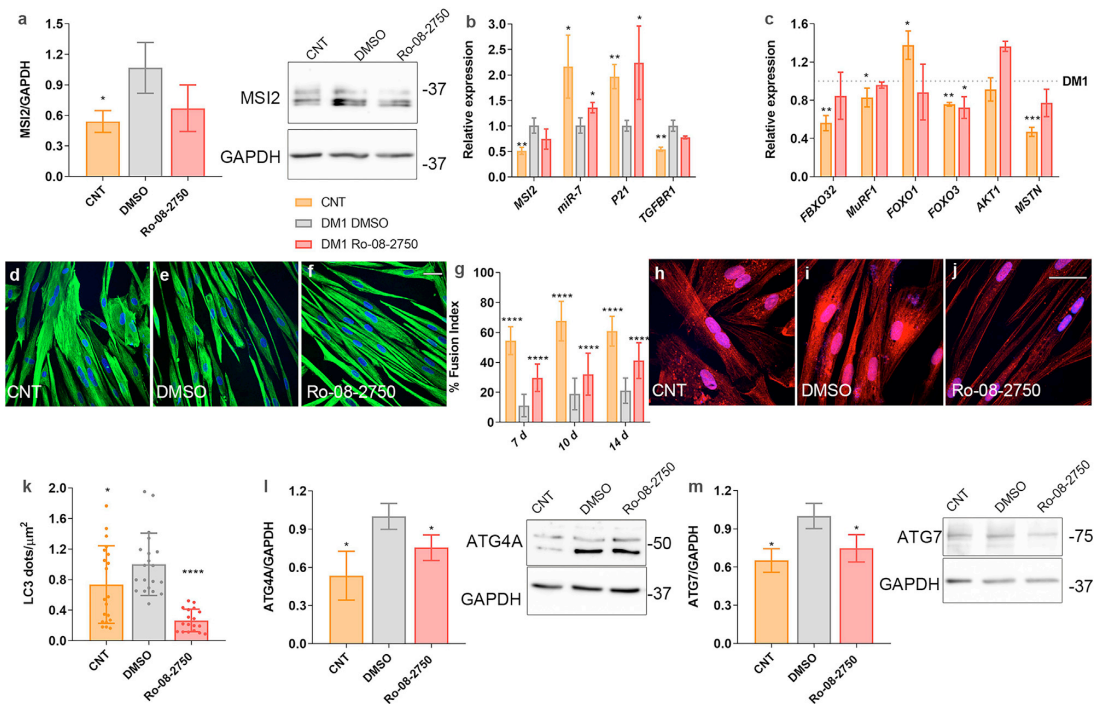 a
MSI2/GAPDH
1.5
1.2
0.9
0.6
0.3
0.0
*
CNT
DMSO
Ro-08-2750
CNT
DMSO
Ro-08-2750
MSI2
-37
GAPDH
-37
CNT
DM1 DMSO
DM1 Ro-08-2750
b
Relative expression
3.0
2.5
2.0
1.5
1.0
0.5
0.0
**
*
*
**
*
**
MSI2
miR-7
P21
TGFBR1
c
Relative expression
1.6
1.2
0.8
0.4
0.0
**
*
*
**
*
***
DM1
FBXO32
MuRF1
FOXO1
FOXO3
AKT1
MSTN
d
CNT
e
DMSO
f
Ro-08-2750
g
% Fusion Index
100
80
60
40
20
0
****
****
****
****
****
****
7 d
10 d
14 d
h
CNT
i
DMSO
j
Ro-08-2750
k
LC3 dots/μm²
2.0
1.6
1.2
0.8
0.4
0.0
*
****
CNT
DMSO
Ro-08-2750
l
ATG4A/GAPDH
1.2
0.9
0.6
0.3
0.0
*
*
CNT
DMSO
Ro-08-2750
CNT
DMSO
Ro-08-2750
ATG4A
-50
GAPDH
-37
m
ATG7/GAPDH
1.2
0.9
0.6
0.3
0.0
*
*
CNT
DMSO
Ro-08-2750
CNT
DMSO
Ro-08-2750
ATG7
-75
GAPDH
-37